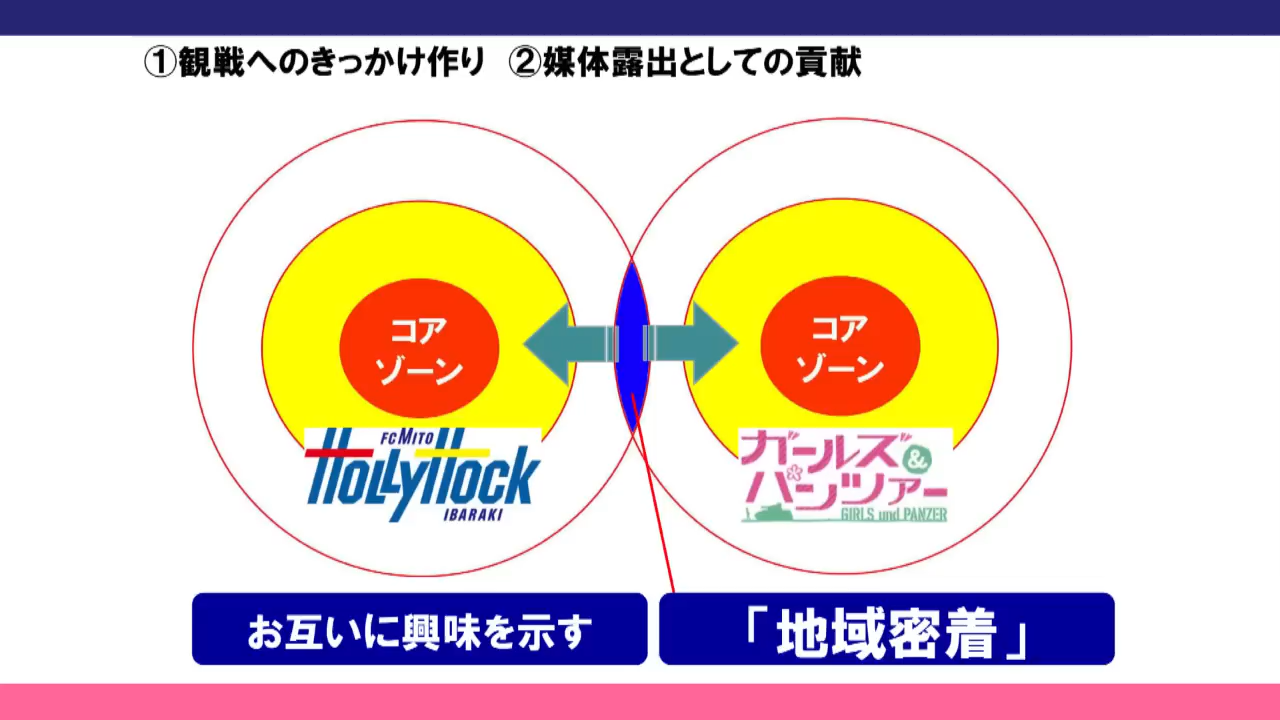 ①観戦へのきっかけ作り ②媒体露出としての貢献
コア
ゾーン
コア
ゾーン
FC MITO
HOLLYHOCK
IBARAKI
ガールズ&
パンツァー
GIRLS und PANZER
お互いに興味を示す
「地域密着」